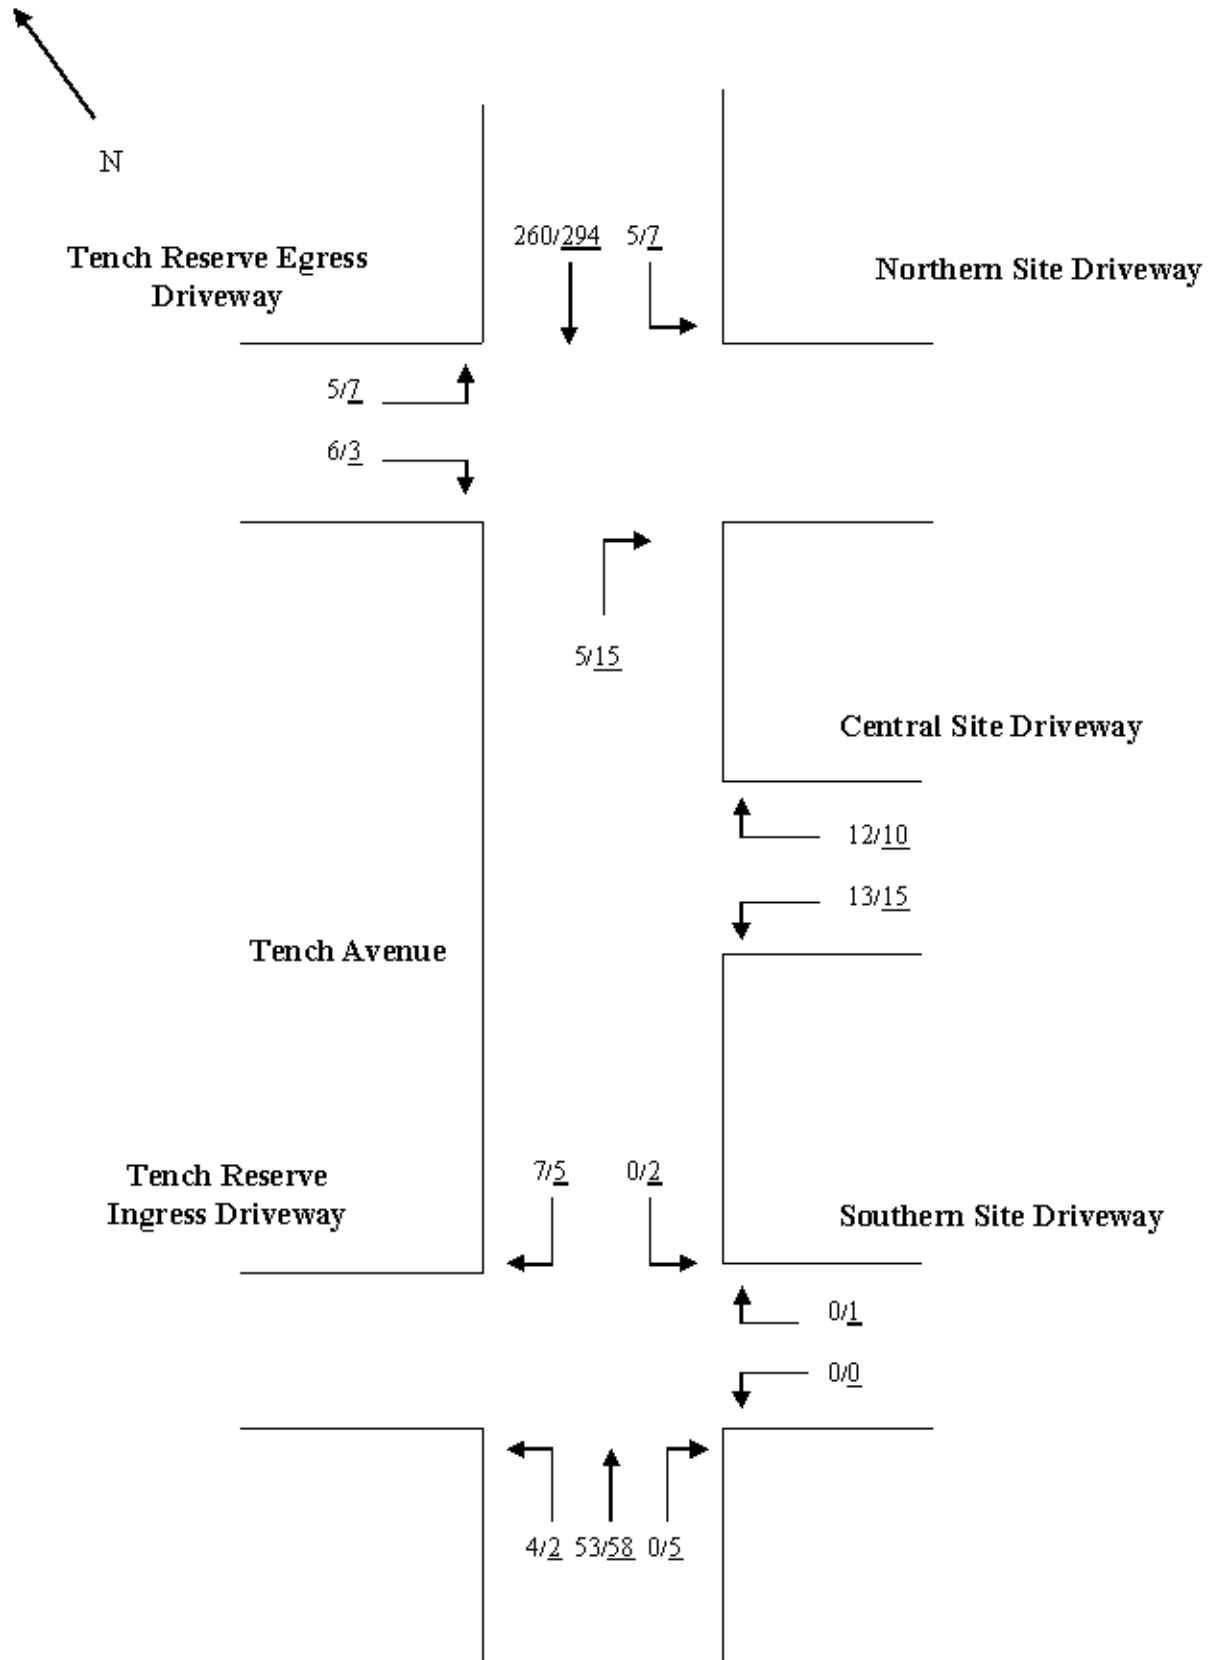 N
260/294 5/7
Tench Reserve Egress
Driveway
Northern Site Driveway
5/7
6/3
5/15
Central Site Driveway
12/10
13/15
Tench Avenue
7/5 0/2
Tench Reserve
Ingress Driveway
Southern Site Driveway
0/1
0/0
4/2 53/58 0/5